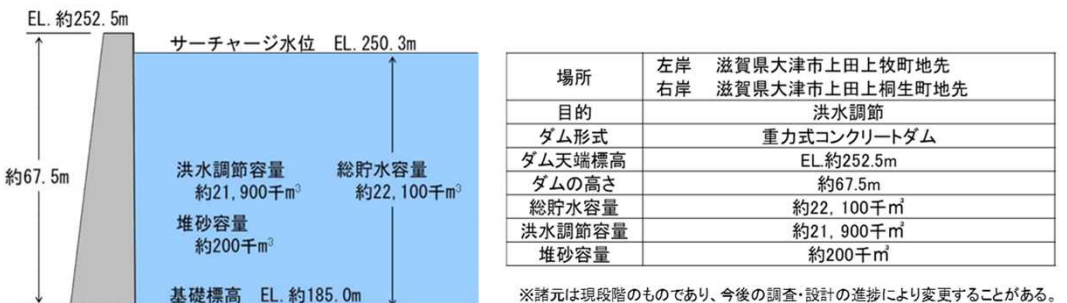 EL.約252.5m
サーチャージ水位 EL.250.3m
約67.5m
洪水調節容量
約21,900千m³
総貯水容量
約22,100千m³
堆砂容量
約200千m³
基礎標高 EL.約185.0m
場所 左岸 滋賀県大津市上田上牧町地先
右岸 滋賀県大津市上田上桐生町地先
目的 洪水調節
ダム形式 重力式コンクリートダム
ダム天端標高 EL.約252.5m
ダムの高さ 約67.5m
総貯水容量 約22,100千㎥
洪水調節容量 約21,900千㎥
堆砂容量 約200千㎥
※諸元は現段階のものであり、今後の調査・設計の進捗により変更することがある。